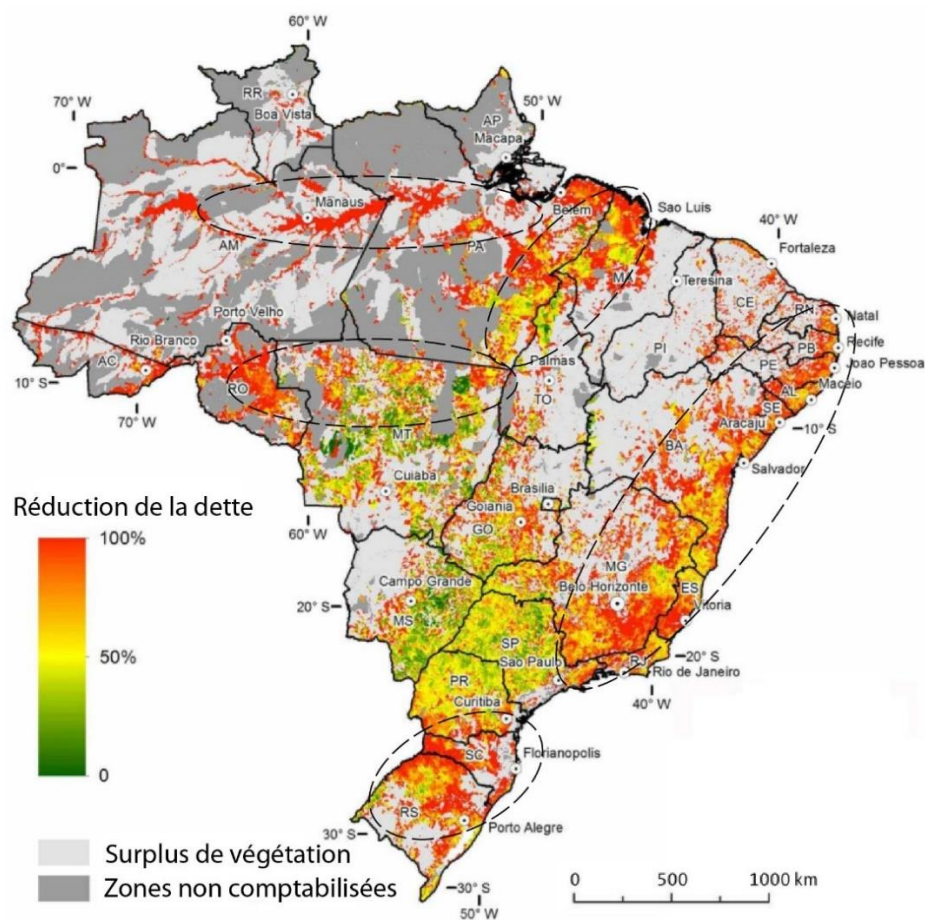 60° W
70° W
RR
Boa Vista
50° W
AP
Macapa
0°
Manaus
Belem
Sao Luis
40° W
AM
PA
MA
Fortaleza
Teresina
CE
RN
Natal
Porto Velho
Rio Branco
PI
PB
Recife
AC
Palmas
PE
Joao Pessoa
10° S
RO
TO
AL
Maceio
70° W
SE
MT
BA
Aracaju
10° S
Cuiaba
Salvador
Brasilia
Réduction de la dette
Goiania
GO
60° W
100%
MG
Campo Grande
Belo Horizonte
ES
20° S
MS
Vitoria
SP
50%
Sao Paulo
RJ
20° S
Rio de Janeiro
PR
40° W
Curitiba
0
SC
Florianopolis
RS
Porto Alegre
30° S
Surplus de végétation
Zones non comptabilisées
0 500 1000 km
30° S
50° W